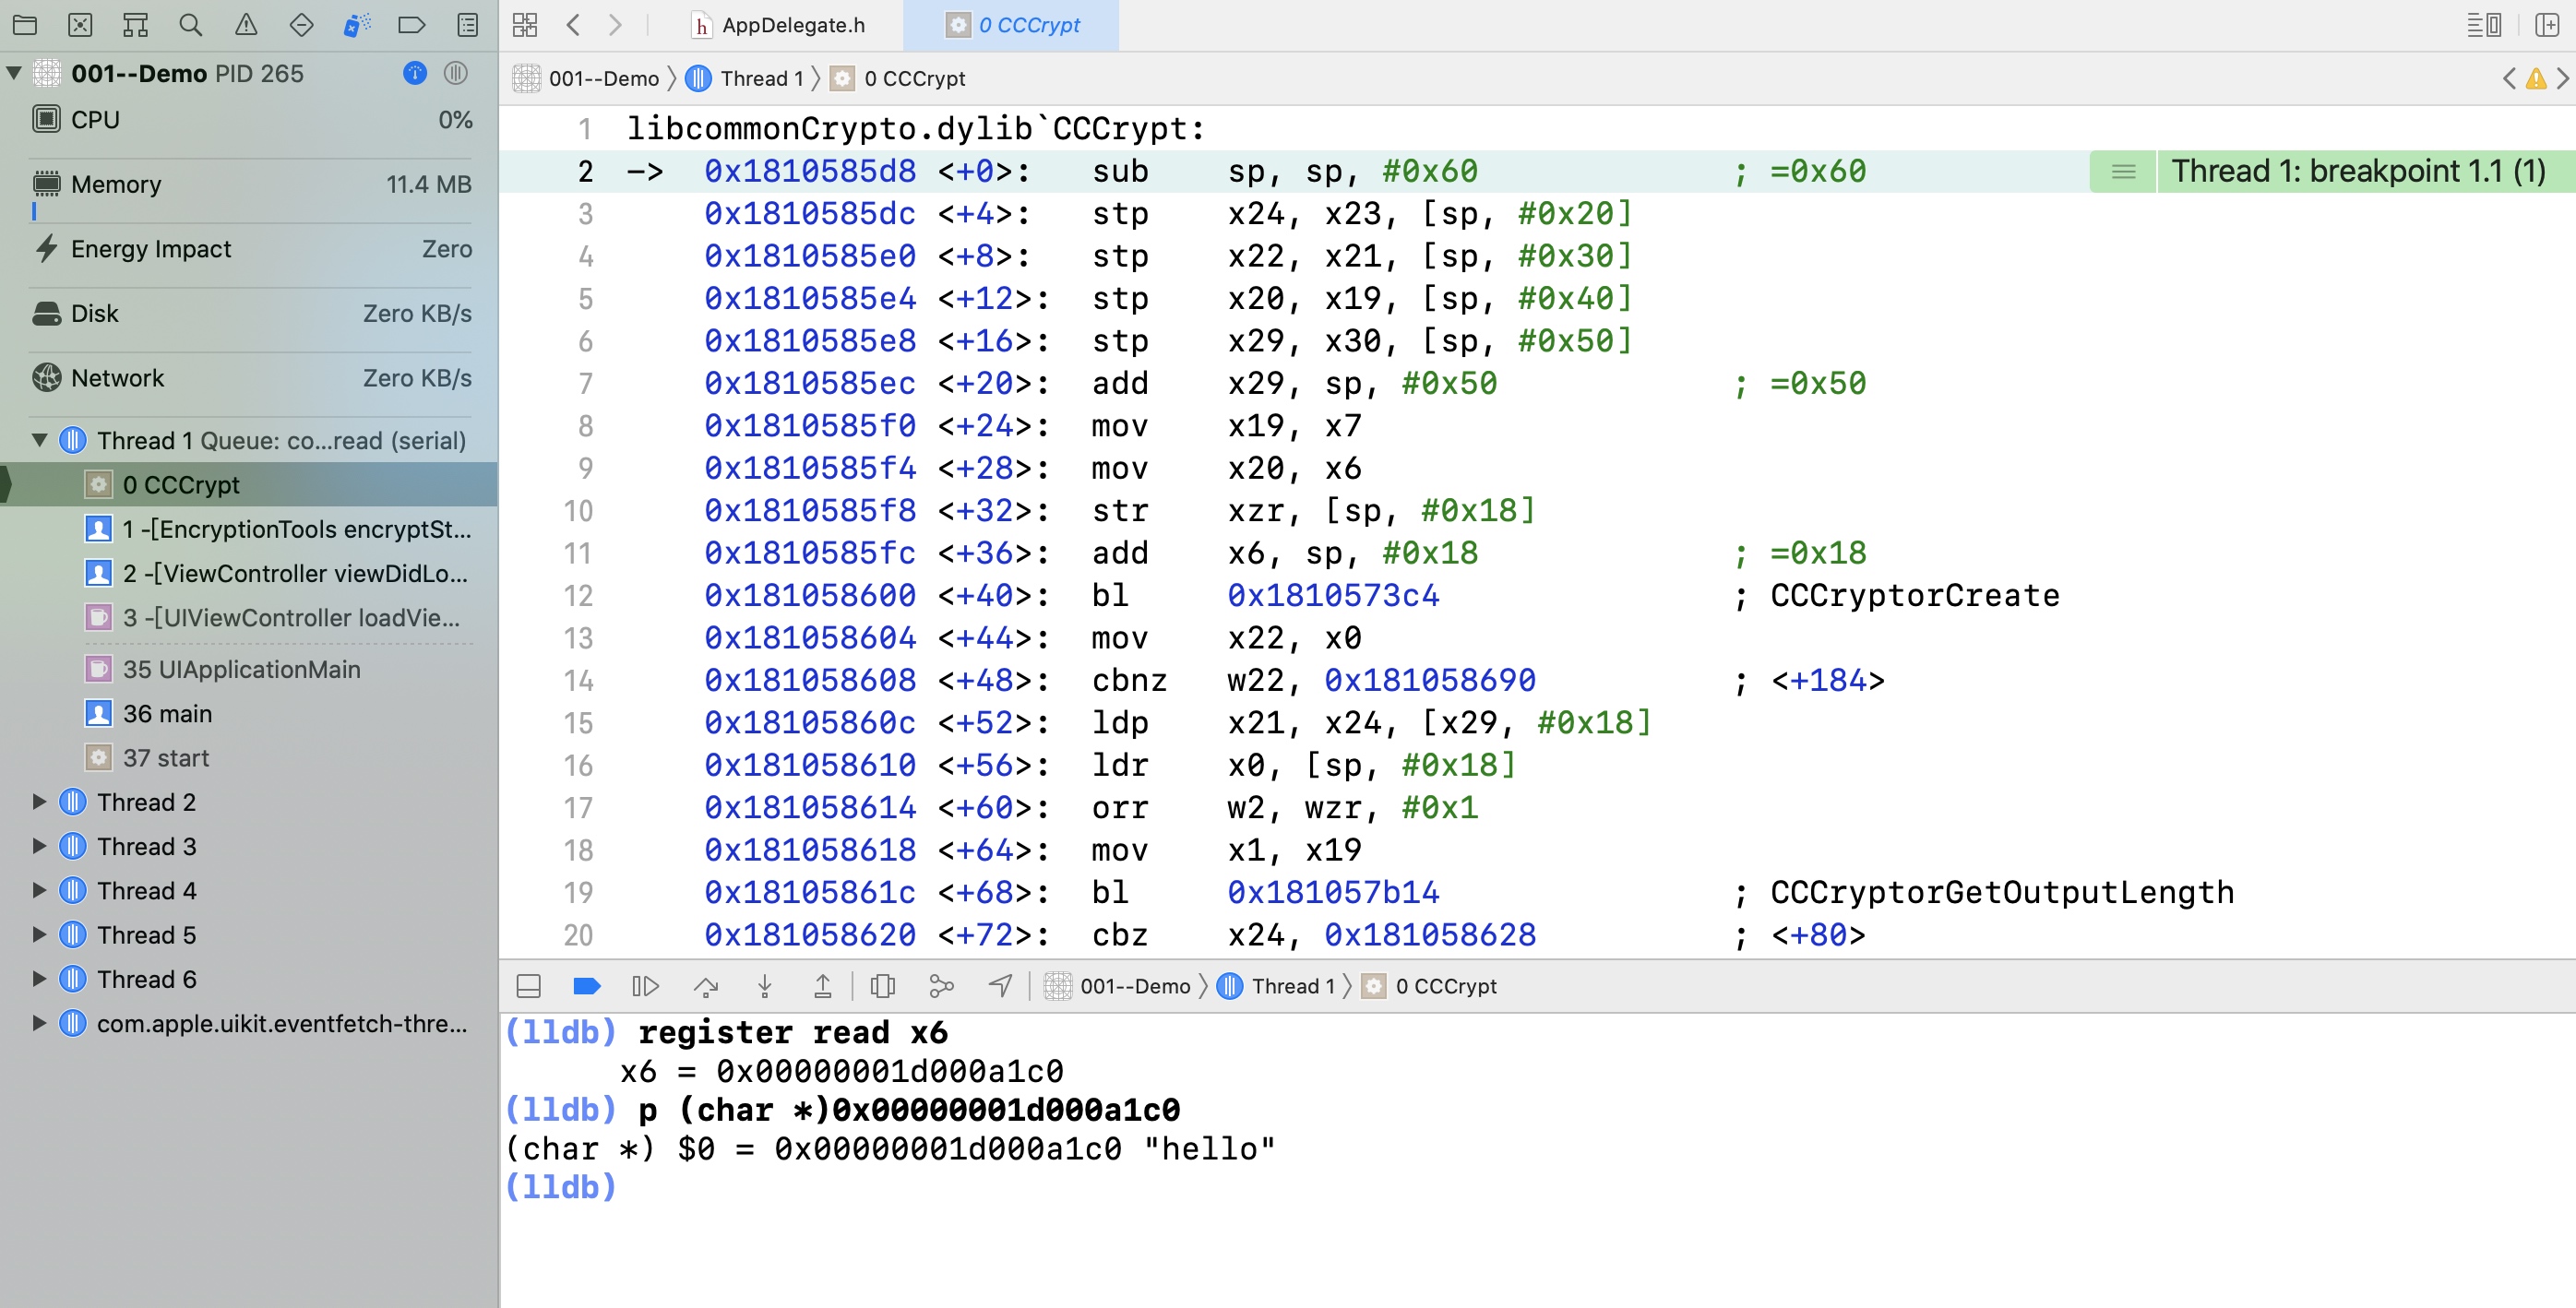 AppDelegate.h
0 CCCrypt
001--Demo PID 265
CPU 0%
Memory 11.4 MB
Energy Impact Zero
Disk Zero KB/s
Network Zero KB/s
Thread 1 Queue: co...read (serial)
0 CCCrypt
1 -[EncryptionTools encryptSt...
2 -[ViewController viewDidLo...
3 -[UIViewController loadVie...
35 UIApplicationMain
36 main
37 start
Thread 2
Thread 3
Thread 4
Thread 5
Thread 6
com.apple.uikit.eventfetch-thre...
001--Demo 〉 Thread 1 〉 0 CCCrypt
1 libcommonCrypto.dylib`CCCrypt:
2 -> 0x1810585d8 <+0>: sub sp, sp, #0x60 ; =0x60 Thread 1: breakpoint 1.1 (1)
3 0x1810585dc <+4>: stp x24, x23, [sp, #0x20]
4 0x1810585e0 <+8>: stp x22, x21, [sp, #0x30]
5 0x1810585e4 <+12>: stp x20, x19, [sp, #0x40]
6 0x1810585e8 <+16>: stp x29, x30, [sp, #0x50]
7 0x1810585ec <+20>: add x29, sp, #0x50 ; =0x50
8 0x1810585f0 <+24>: mov x19, x7
9 0x1810585f4 <+28>: mov x20, x6
10 0x1810585f8 <+32>: str xzr, [sp, #0x18]
11 0x1810585fc <+36>: add x6, sp, #0x18 ; =0x18
12 0x181058600 <+40>: bl 0x1810573c4 ; CCCryptorCreate
13 0x181058604 <+44>: mov x22, x0
14 0x181058608 <+48>: cbnz w22, 0x181058690 ; <+184>
15 0x18105860c <+52>: ldp x21, x24, [x29, #0x18]
16 0x181058610 <+56>: ldr x0, [sp, #0x18]
17 0x181058614 <+60>: orr w2, wzr, #0x1
18 0x181058618 <+64>: mov x1, x19
19 0x18105861c <+68>: bl 0x181057b14 ; CCCryptorGetOutputLength
20 0x181058620 <+72>: cbz x24, 0x181058628 ; <+80>
001--Demo 〉 Thread 1 〉 0 CCCrypt
(lldb) register read x6
x6 = 0x00000001d000a1c0
(lldb) p (char *)0x00000001d000a1c0
(char *) $0 = 0x00000001d000a1c0 "hello"
(lldb)